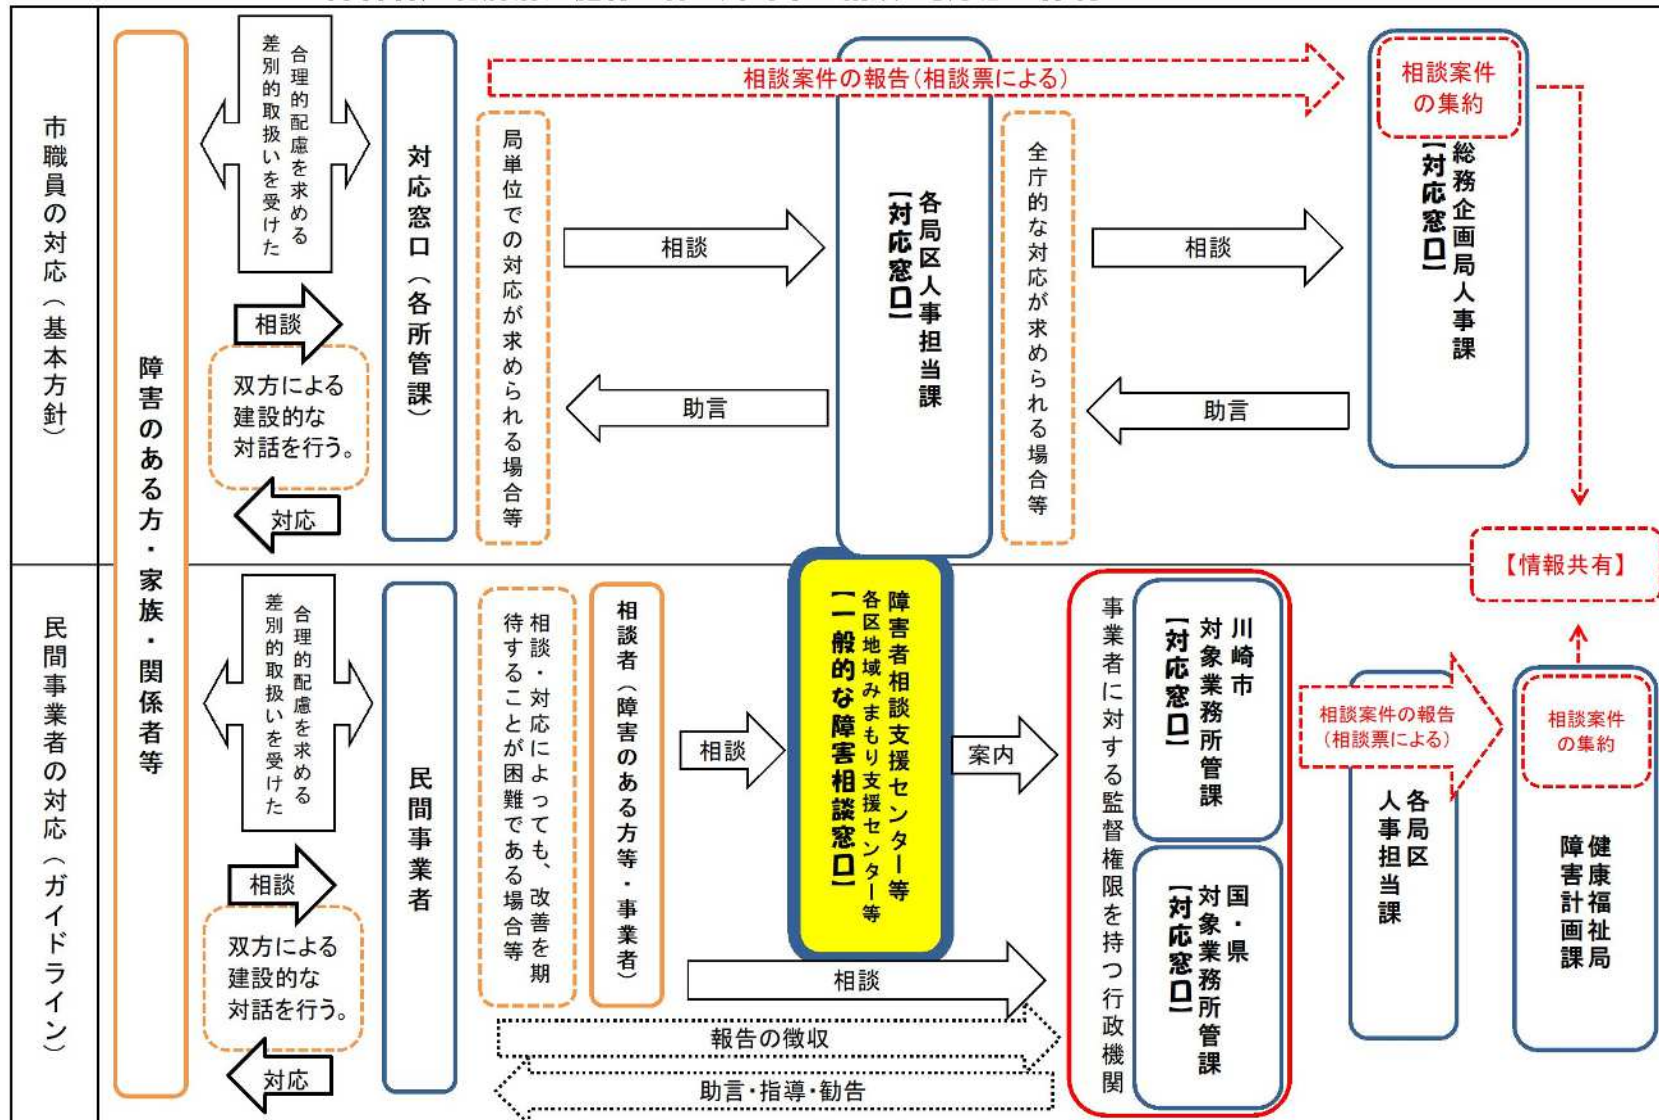 市職員の対応（基本方針）
障害のある方・家族・関係者等
合理的配慮を求める
差別的取扱いを受けた
相談
双方による
建設的な
対話を行う。
対応
対応窓口（各所管課）
局単位での対応が求められる場合等
相談案件の報告(相談票による)
相談
助言
各局区人事担当課
【対応窓口】
全庁的な対応が求められる場合等
相談
助言
相談案件
の集約
総務企画局人事課
【対応窓口】
【情報共有】
民間事業者の対応（ガイドライン）
合理的配慮を求める
差別的取扱いを受けた
相談
双方による
建設的な
対話を行う。
対応
民間事業者
相談・対応によっても、改善を期
待することが困難である場合等
相談者（障害のある方等・事業者）
相談
障害者相談支援センター等
各区地域みまもり支援センター等
【一般的な障害相談窓口】
案内
相談
報告の徴収
助言・指導・勧告
事業者に対する監督権限を持つ行政機関
川崎市
対象業務所管課
【対応窓口】
国・県
対象業務所管課
【対応窓口】
相談案件の報告
(相談票による)
各局区
人事担当課
相談案件
の集約
健康福祉局
障害計画課